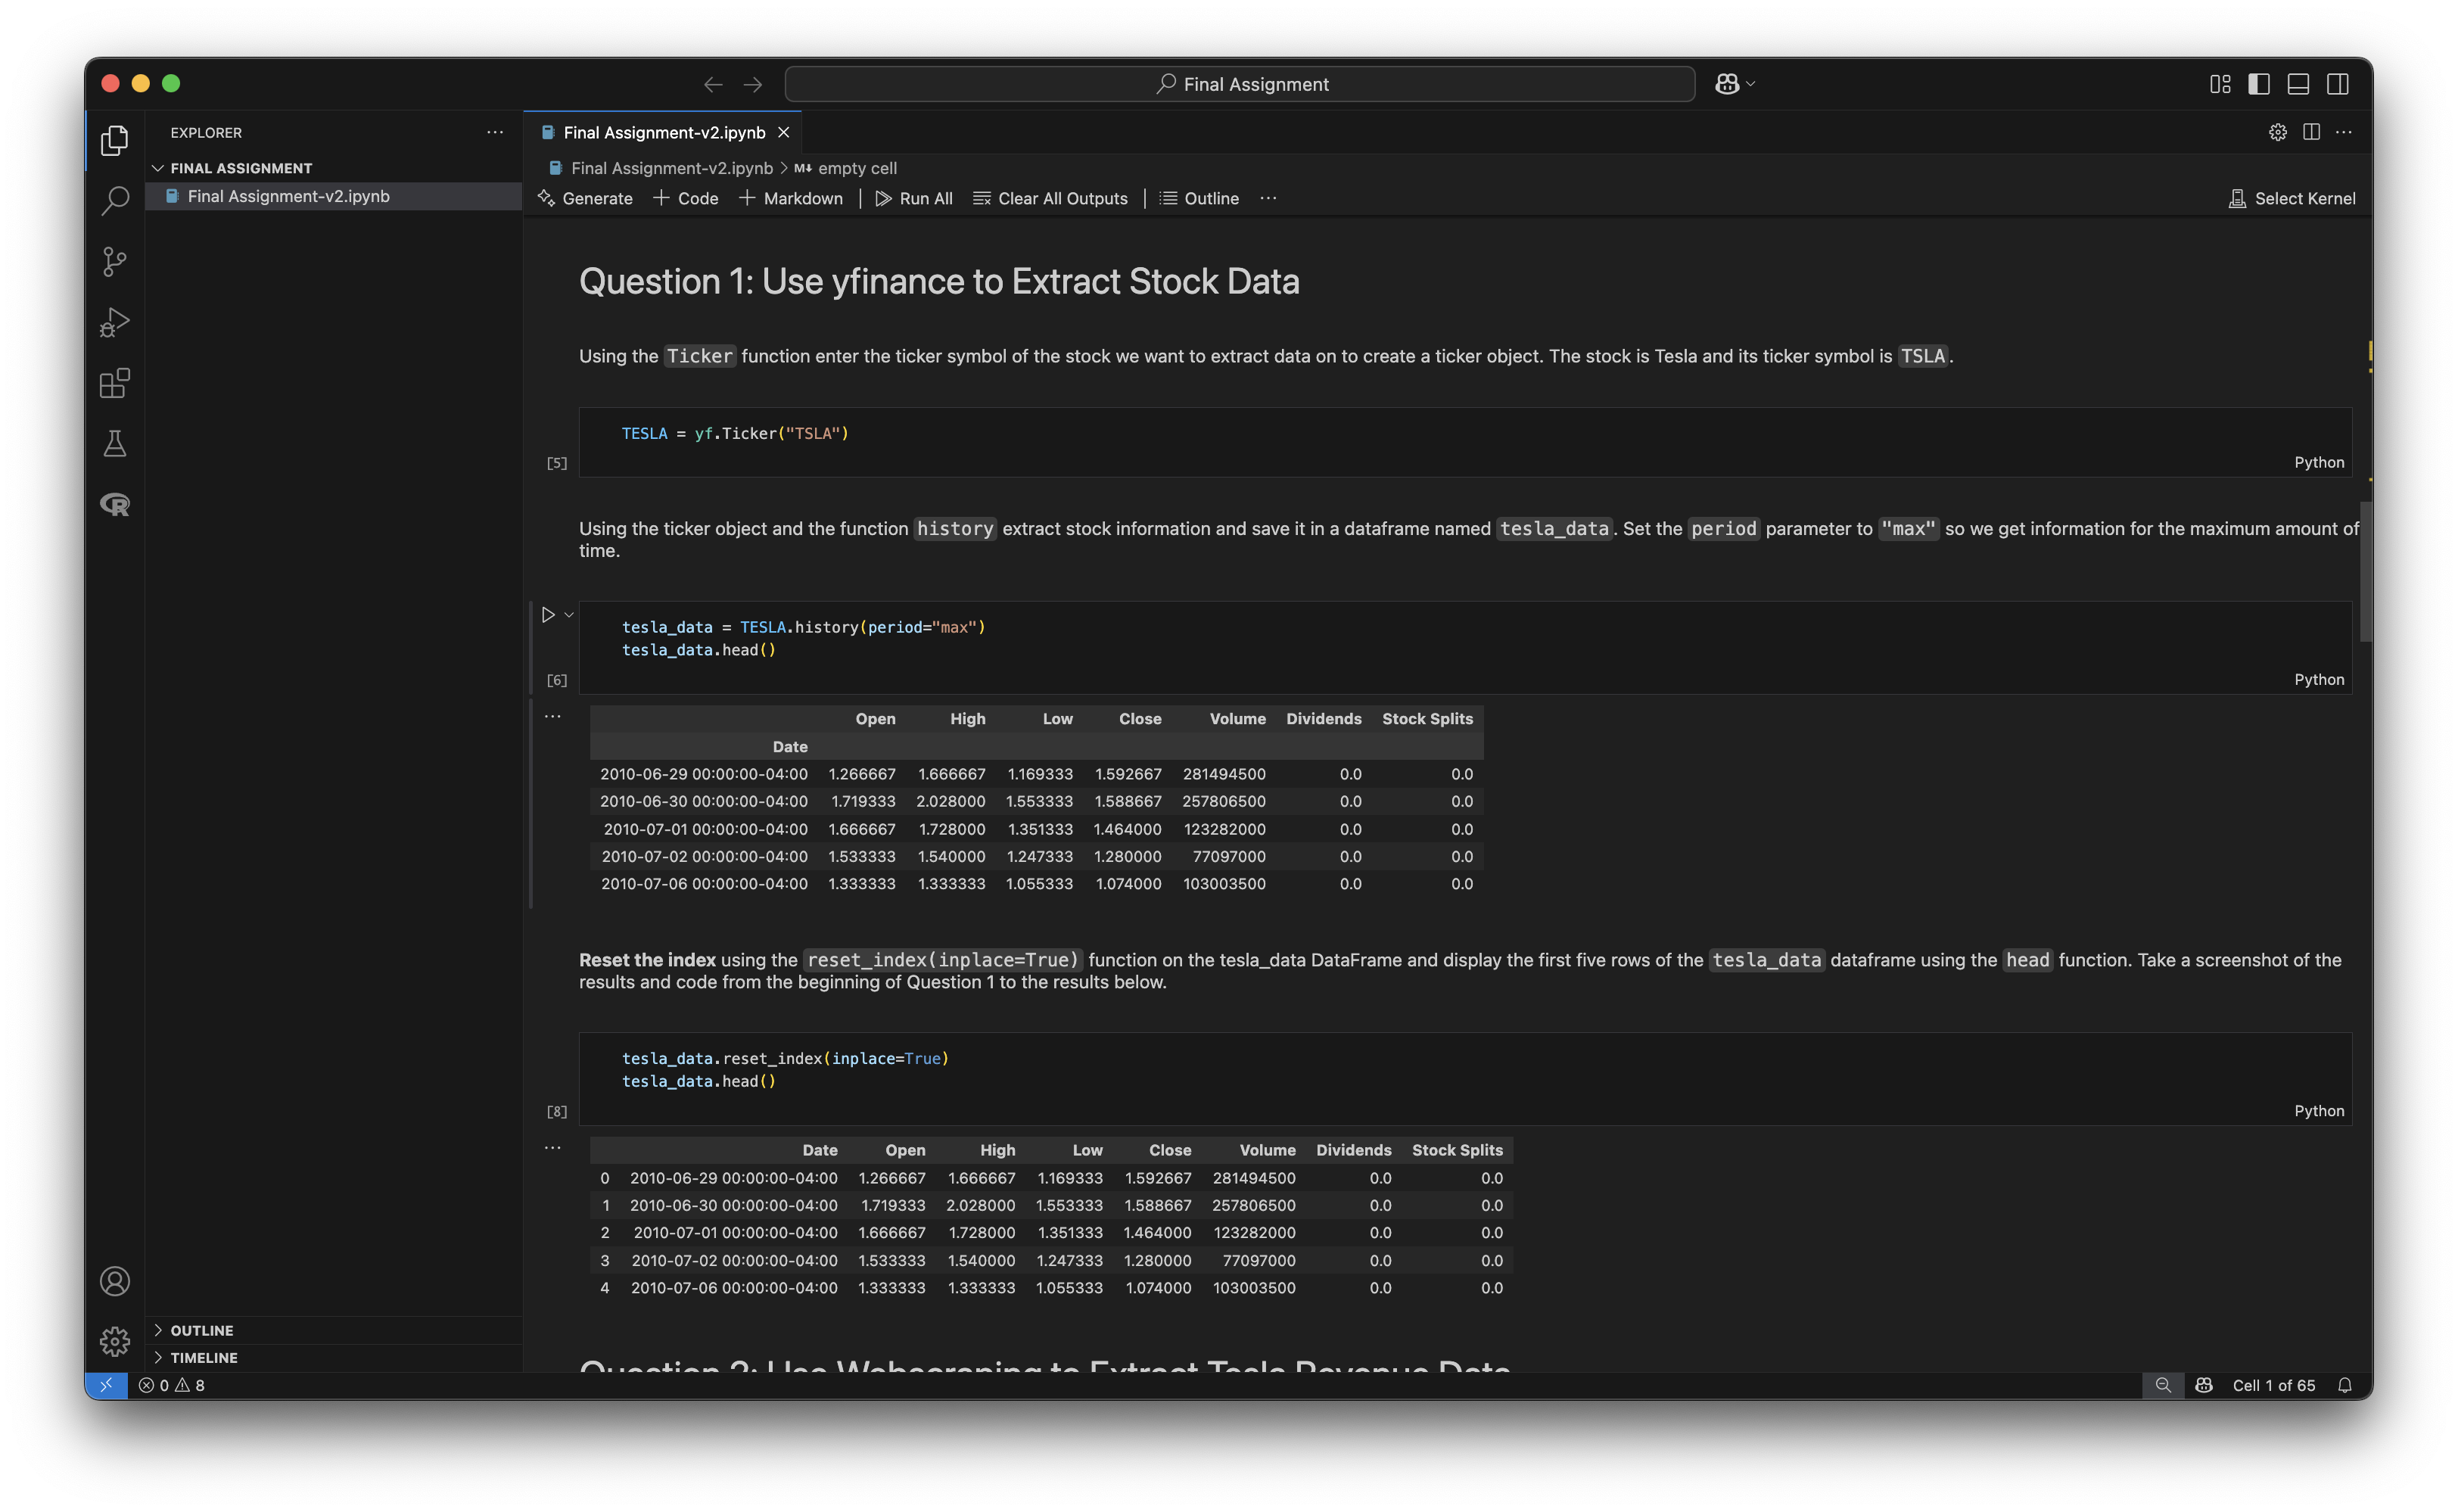 Final Assignment
EXPLORER
FINAL ASSIGNMENT
Final Assignment-v2.ipynb
OUTLINE
TIMELINE
Final Assignment-v2.ipynb
Final Assignment-v2.ipynb > M↓ empty cell
Generate + Code + Markdown | Run All Clear All Outputs | Outline ...
Select Kernel
Question 1: Use yfinance to Extract Stock Data
Using the Ticker function enter the ticker symbol of the stock we want to extract data on to create a ticker object. The stock is Tesla and its ticker symbol is TSLA.
TESLA = yf.Ticker("TSLA")
[5]
Python
Using the ticker object and the function history extract stock information and save it in a dataframe named tesla_data. Set the period parameter to "max" so we get information for the maximum amount of
time.
tesla_data = TESLA.history(period="max")
tesla_data.head()
[6]
Python
...
Open High Low Close Volume Dividends Stock Splits
Date
2010-06-29 00:00:00-04:00 1.266667 1.666667 1.169333 1.592667 281494500 0.0 0.0
2010-06-30 00:00:00-04:00 1.719333 2.028000 1.553333 1.588667 257806500 0.0 0.0
2010-07-01 00:00:00-04:00 1.666667 1.728000 1.351333 1.464000 123282000 0.0 0.0
2010-07-02 00:00:00-04:00 1.533333 1.540000 1.247333 1.280000 77097000 0.0 0.0
2010-07-06 00:00:00-04:00 1.333333 1.333333 1.055333 1.074000 103003500 0.0 0.0
Reset the index using the reset_index(inplace=True) function on the tesla_data DataFrame and display the first five rows of the tesla_data dataframe using the head function. Take a screenshot of the
results and code from the beginning of Question 1 to the results below.
tesla_data.reset_index(inplace=True)
tesla_data.head()
[8]
Python
...
Date Open High Low Close Volume Dividends Stock Splits
0 2010-06-29 00:00:00-04:00 1.266667 1.666667 1.169333 1.592667 281494500 0.0 0.0
1 2010-06-30 00:00:00-04:00 1.719333 2.028000 1.553333 1.588667 257806500 0.0 0.0
2 2010-07-01 00:00:00-04:00 1.666667 1.728000 1.351333 1.464000 123282000 0.0 0.0
3 2010-07-02 00:00:00-04:00 1.533333 1.540000 1.247333 1.280000 77097000 0.0 0.0
4 2010-07-06 00:00:00-04:00 1.333333 1.333333 1.055333 1.074000 103003500 0.0 0.0
Question 2: Use Webscraping to Extract Tesla Revenue Data
0 8
Cell 1 of 65